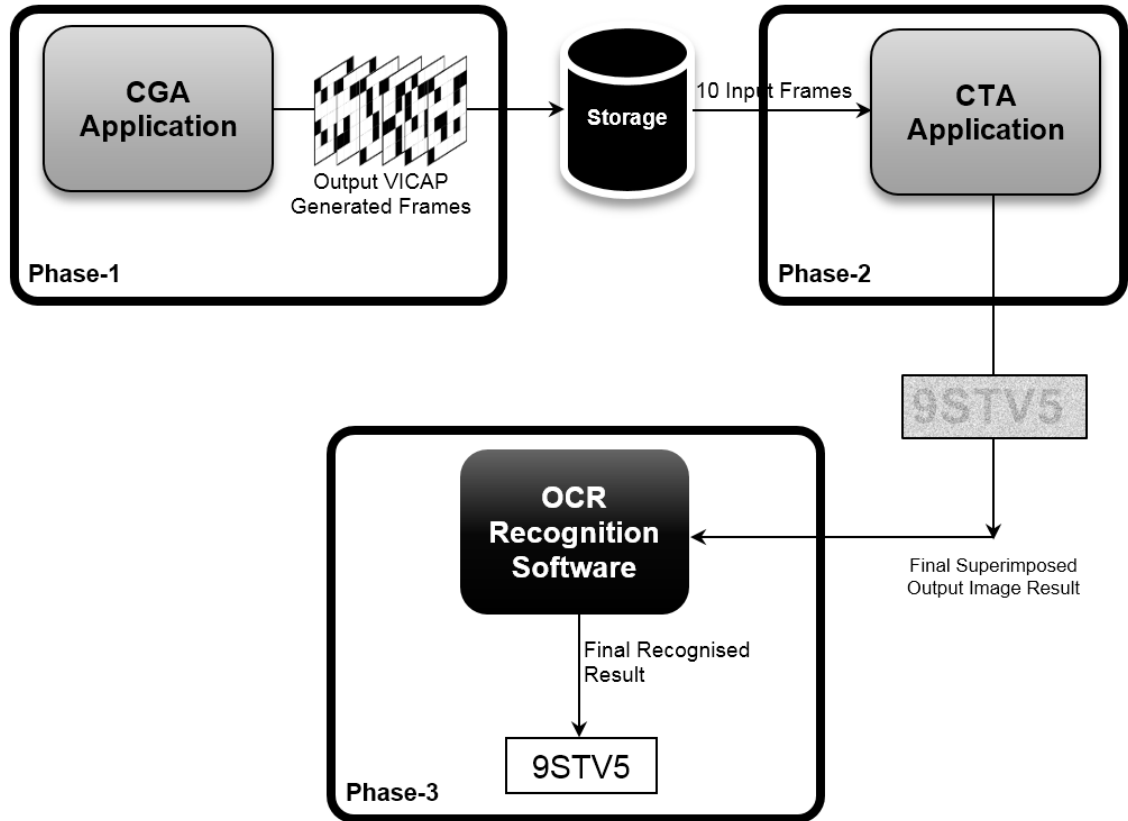 CGA
Application
Output VICAP
Generated Frames
Phase-1
Storage
10 Input Frames
CTA
Application
Phase-2
9STV5
Final Superimposed
Output Image Result
OCR
Recognition
Software
Final Recognised
Result
9STV5
Phase-3